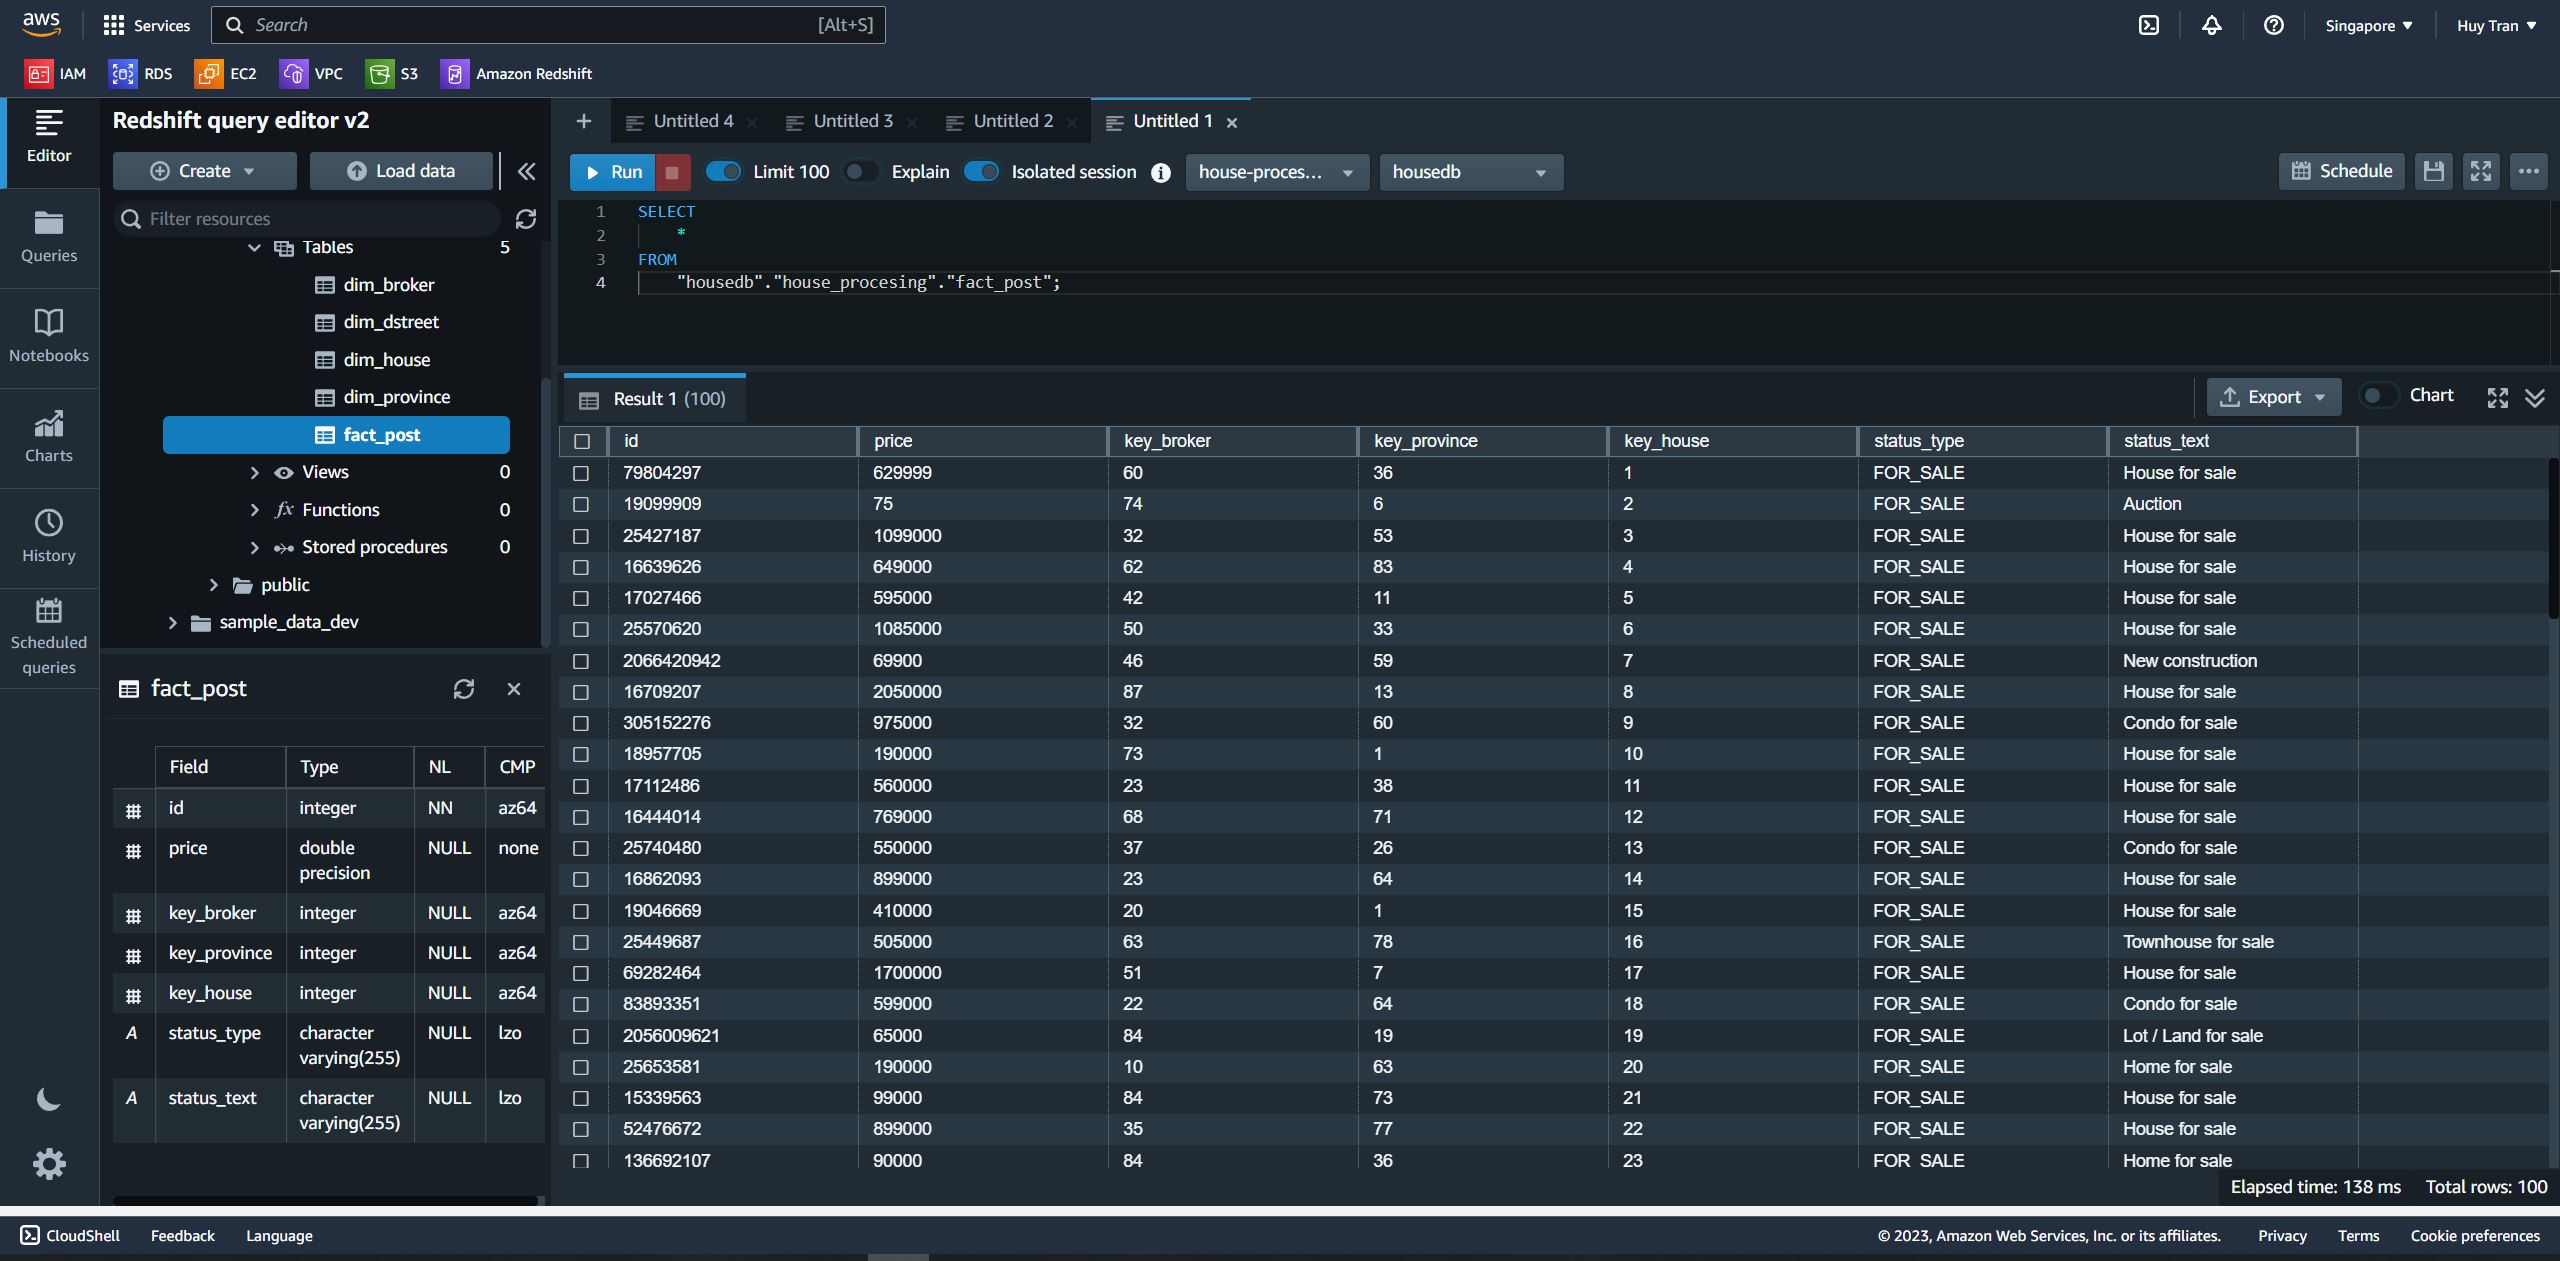 aws Services Search [Alt+S] Singapore Huy Tran
IAM RDS EC2 VPC S3 Amazon Redshift
Editor
Queries
Notebooks
Charts
History
Scheduled
queries
Redshift query editor v2
Create Load data
Filter resources
Tables 5
dim_broker
dim_dstreet
dim_house
dim_province
fact_post
Views 0
fx Functions 0
Stored procedures 0
public
sample_data_dev
fact_post
Field Type NL CMP
id integer NN az64
price double precision NULL none
key_broker integer NULL az64
key_province integer NULL az64
key_house integer NULL az64
A status_type character varying(255) NULL lzo
A status_text character varying(255) NULL lzo
Untitled 4 Untitled 3 Untitled 2 Untitled 1
Run Limit 100 Explain Isolated session house-proces... housedb Schedule
1 SELECT
2 *
3 FROM
4 "housedb"."house_procesing"."fact_post";
Result 1 (100) Export Chart
id price key_broker key_province key_house status_type status_text
79804297 629999 60 36 1 FOR_SALE House for sale
19099909 75 74 6 2 FOR_SALE Auction
25427187 1099000 32 53 3 FOR_SALE House for sale
16639626 649000 62 83 4 FOR_SALE House for sale
17027466 595000 42 11 5 FOR_SALE House for sale
25570620 1085000 50 33 6 FOR_SALE House for sale
2066420942 69900 46 59 7 FOR_SALE New construction
16709207 2050000 87 13 8 FOR_SALE House for sale
305152276 975000 32 60 9 FOR_SALE Condo for sale
18957705 190000 73 1 10 FOR_SALE House for sale
17112486 560000 23 38 11 FOR_SALE House for sale
16444014 769000 68 71 12 FOR_SALE House for sale
25740480 550000 37 26 13 FOR_SALE Condo for sale
16862093 899000 23 64 14 FOR_SALE House for sale
19046669 410000 20 1 15 FOR_SALE House for sale
25449687 505000 63 78 16 FOR_SALE Townhouse for sale
69282464 1700000 51 7 17 FOR_SALE House for sale
83893351 599000 22 64 18 FOR_SALE Condo for sale
2056009621 65000 84 19 19 FOR_SALE Lot / Land for sale
25653581 190000 10 63 20 FOR_SALE Home for sale
15339563 99000 84 73 21 FOR_SALE House for sale
52476672 899000 35 77 22 FOR_SALE House for sale
136692107 90000 84 36 23 FOR SALE Home for sale
Elapsed time: 138 ms Total rows: 100
CloudShell Feedback Language © 2023, Amazon Web Services, Inc. or its affiliates. Privacy Terms Cookie preferences